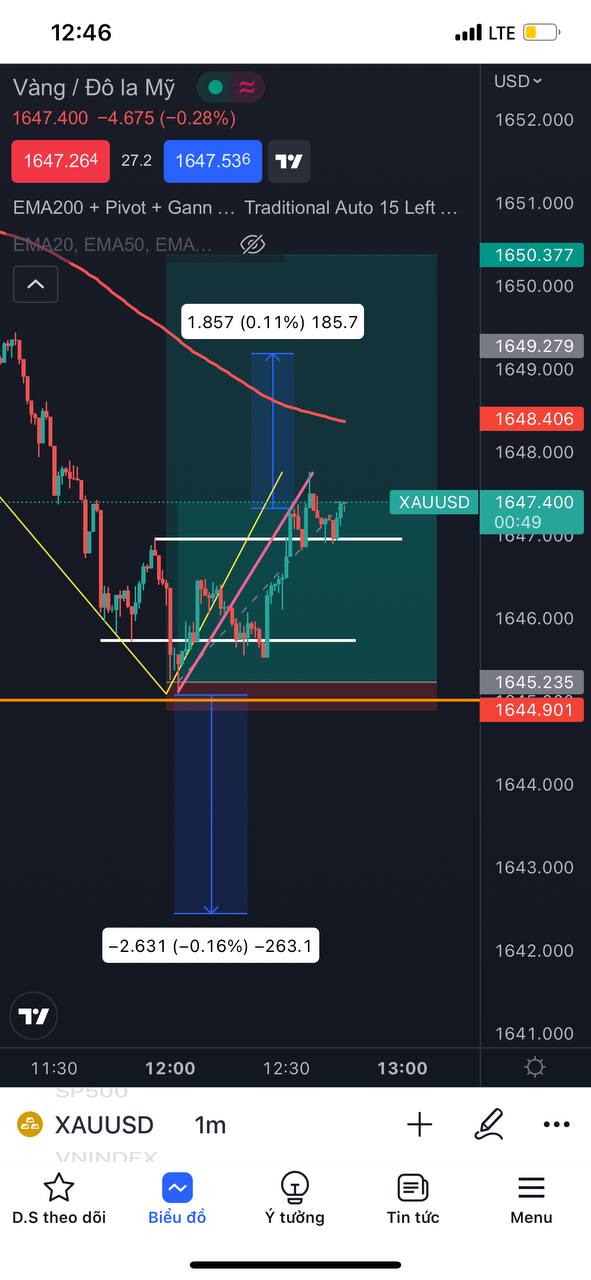 12:46
LTE
Vàng / Đô la Mỹ
USD
1647.400 −4.675 (−0.28%)
1652.000
1647.264
27.2
1647.536
1651.000
EMA200 + Pivot + Gann … Traditional Auto 15 Left …
EMA20, EMA50, EMA…
1650.377
1650.000
1.857 (0.11%) 185.7
1649.279
1649.000
1648.406
1648.000
XAUUSD
1647.400
00:49
1647.000
1646.000
1645.235
1644.901
1644.000
1643.000
−2.631 (−0.16%) −263.1
1642.000
1641.000
11:30
12:00
12:30
13:00
SP500
XAUUSD
1m
VNINDEX
D.S theo dõi
Biểu đồ
Ý tưởng
Tin tức
Menu